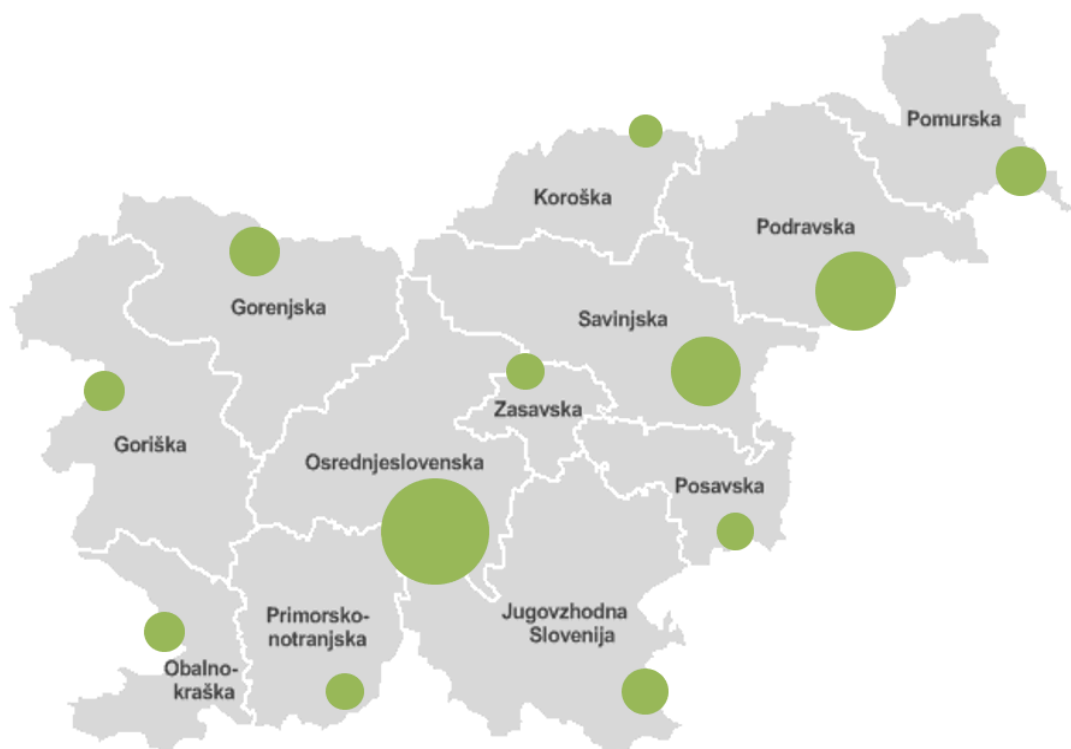 Pomurska
Koroška
Podravska
Gorenjska
Savinjska
Zasavska
Goriška
Osrednjeslovenska
Posavska
Primorsko-
notranjska
Jugovzhodna
Slovenija
Obalno-
kraška